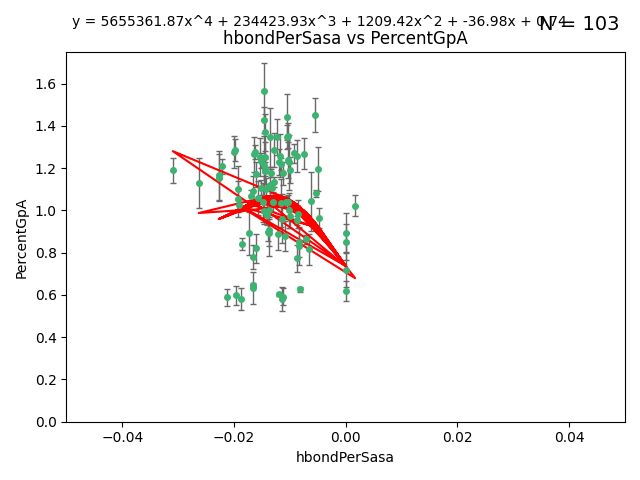 y = 5655361.87x^4 + 234423.93x^3 + 1209.42x^2 + -36.98x + 0.74
N = 103
hbondPerSasa vs PercentGpA
PercentGpA
1.6
1.4
1.2
1.0
0.8
0.6
0.4
0.2
0.0
−0.04 −0.02 0.00 0.02 0.04
hbondPerSasa